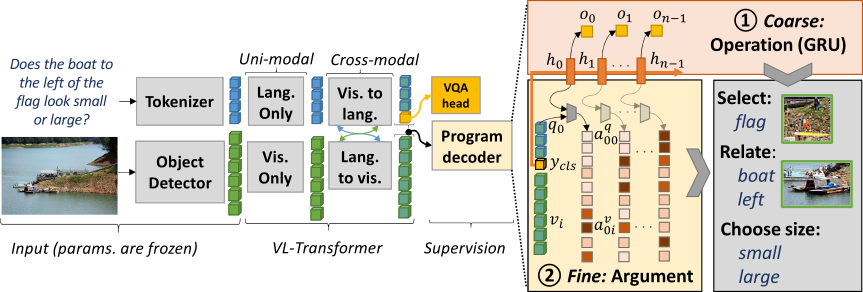 Does the boat to
the left of the
flag look small
or large?
Tokenizer
Object
Detector
Input (params. are frozen)
Uni-modal
Cross-modal
Lang.
Only
Vis. to
lang.
Vis.
Only
Lang.
to vis.
VL-Transformer
VQA
head
Program
decoder
Supervision
o_0 o_1 o_{n-1}
h_0 h_1 ... h_{n-1}
① Coarse:
Operation (GRU)
q_0 a^q_{00} ...
y_{cls}
v_i a^v_{0i} ...
② Fine: Argument
Select:
flag
Relate:
boat
left
Choose size:
small
large